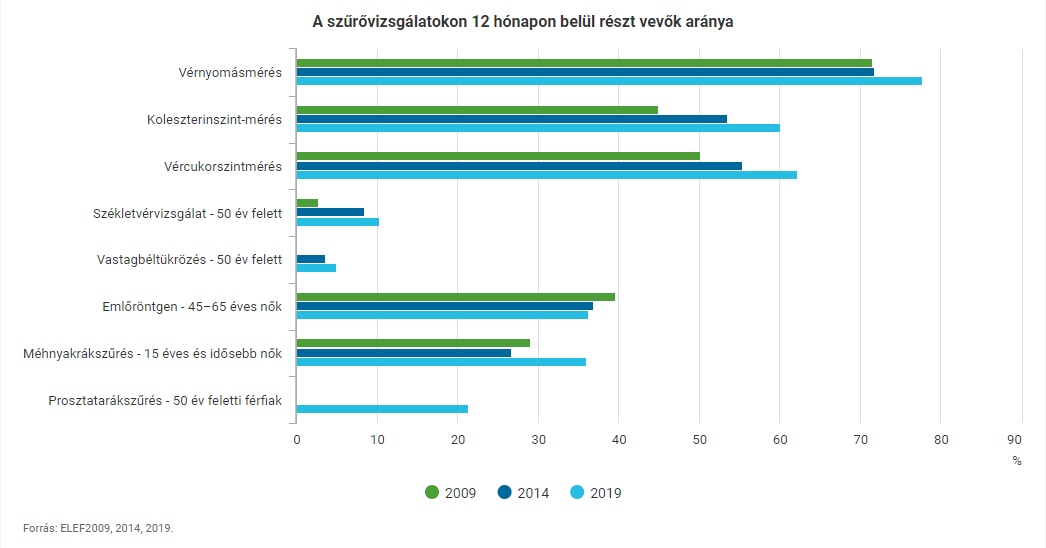 A szűrővizsgálatokon 12 hónapon belül részt vevők aránya
Vérnyomásmérés
Koleszterinszint-mérés
Vércukorszintmérés
Székletvérvizsgálat - 50 év felett
Vastagbéltükrözés - 50 év felett
Emlőröntgen - 45–65 éves nők
Méhnyakrákszűrés - 15 éves és idősebb nők
Prosztatarákszűrés - 50 év feletti férfiak
0 10 20 30 40 50 60 70 80 90
%
2009 2014 2019
Forrás: ELEF2009, 2014, 2019.